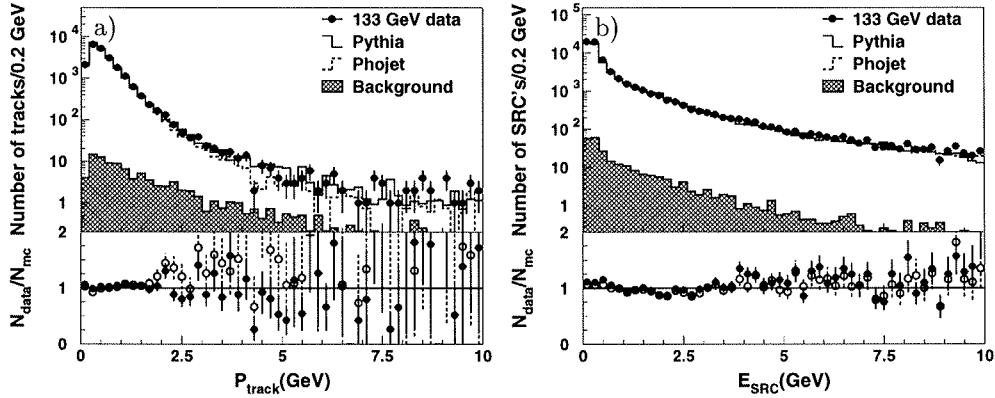 a)
133 GeV data
Pythia
Phojet
Background
Number of tracks/0.2 GeV
10^4
10^3
10^2
10
1
N_data/N_mc
2
1
0
0 2.5 5 7.5 10
P_track(GeV)
b)
133 GeV data
Pythia
Phojet
Background
Number of SRC's/0.2 GeV
10^5
10^4
10^3
10^2
10
1
N_data/N_mc
2
1
0
0 2.5 5 7.5 10
E_SRC(GeV)